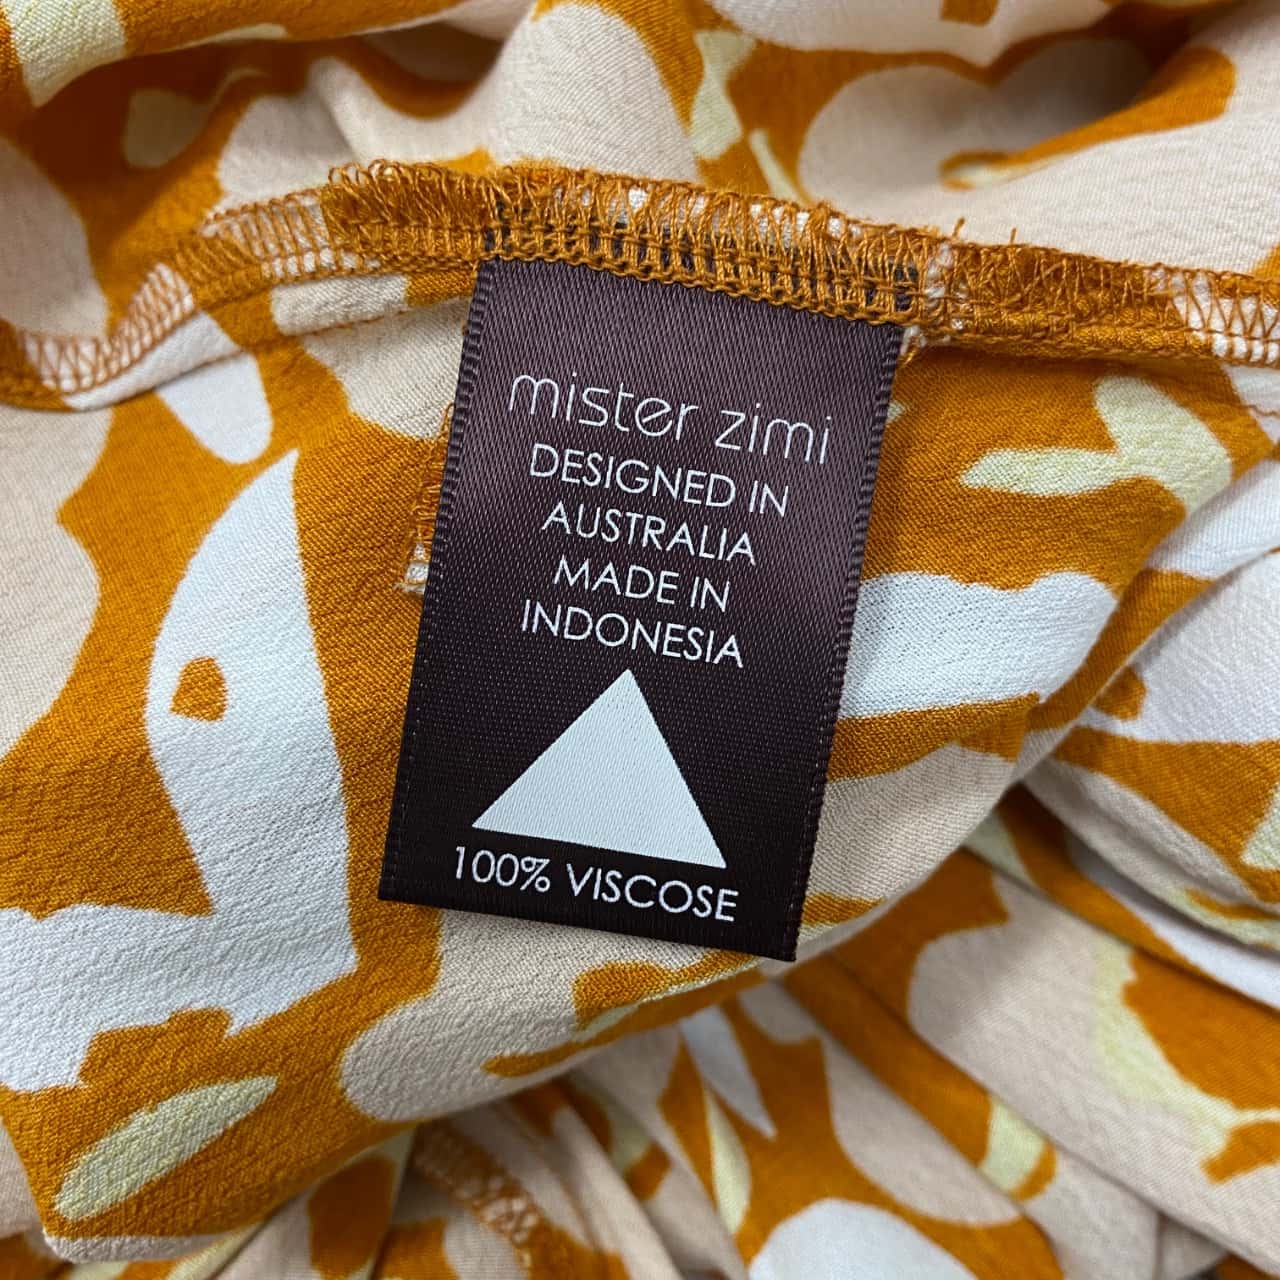 mister zimi
DESIGNED IN
AUSTRALIA
MADE IN
INDONESIA
100% VISCOSE